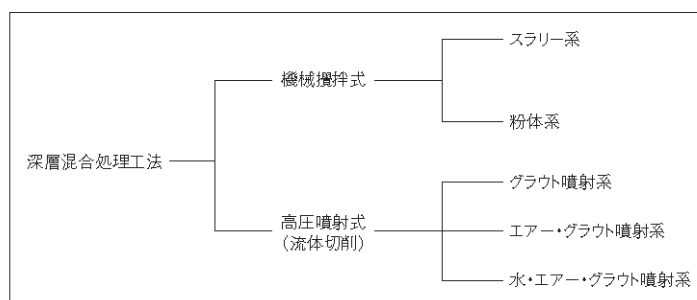 深層混合処理工法
機械攪拌式
スラリー系
粉体系
高圧噴射式
（流体切削）
グラウト噴射系
エアー・グラウト噴射系
水・エアー・グラウト噴射系